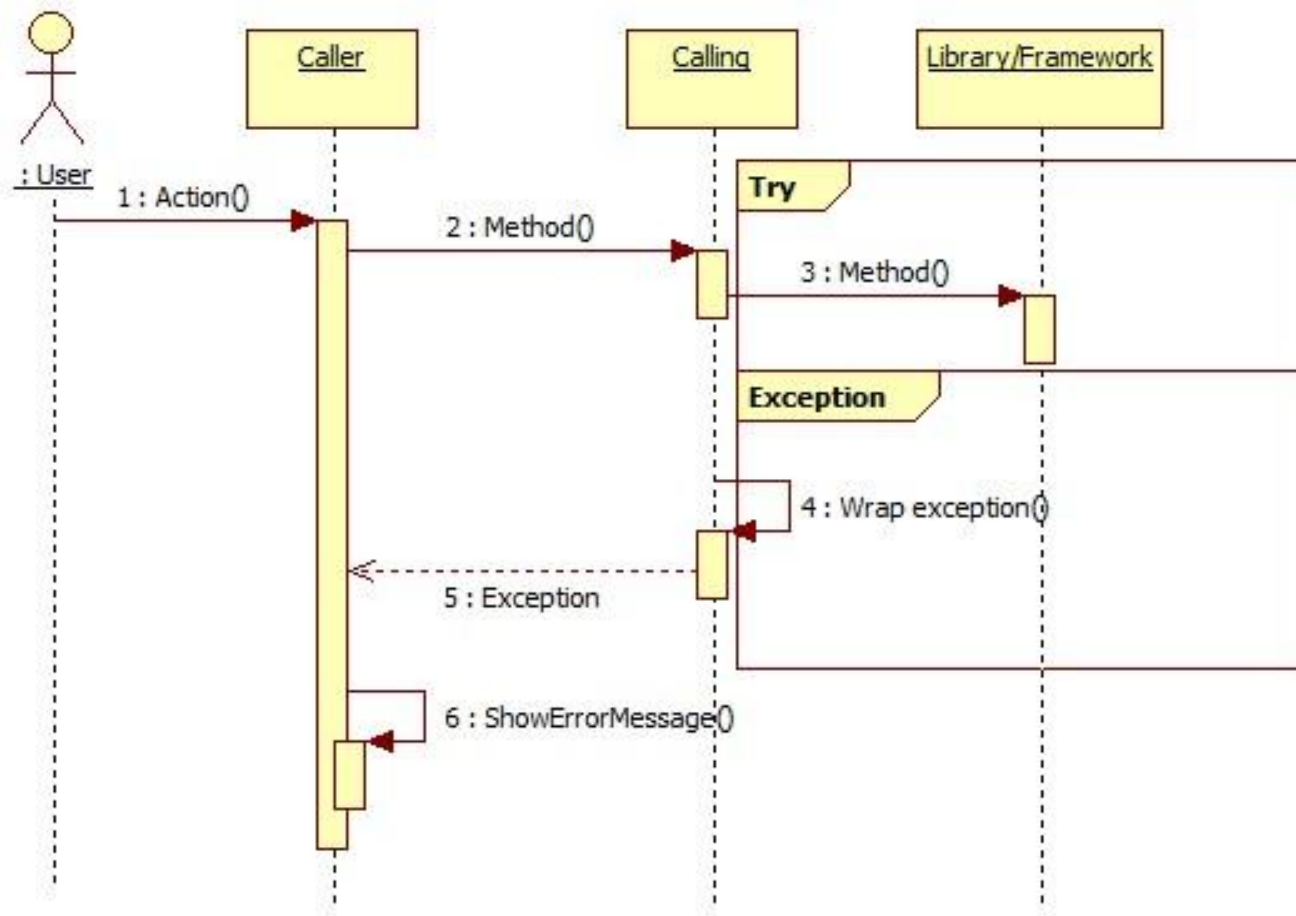 Caller
Calling
Library/Framework
: User
Try
1 : Action()
2 : Method()
3 : Method()
Exception
4 : Wrap exception()
5 : Exception
6 : ShowErrorMessage()